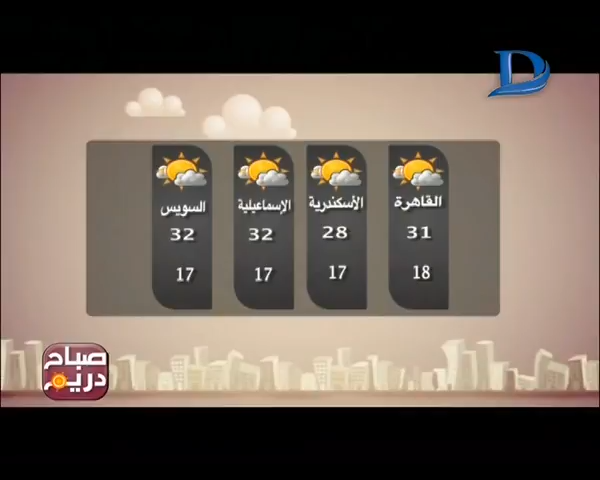 D
القاهرة
31
18
الأسكندرية
28
17
الإسماعيلية
32
17
السويس
32
17
صباح
دريم